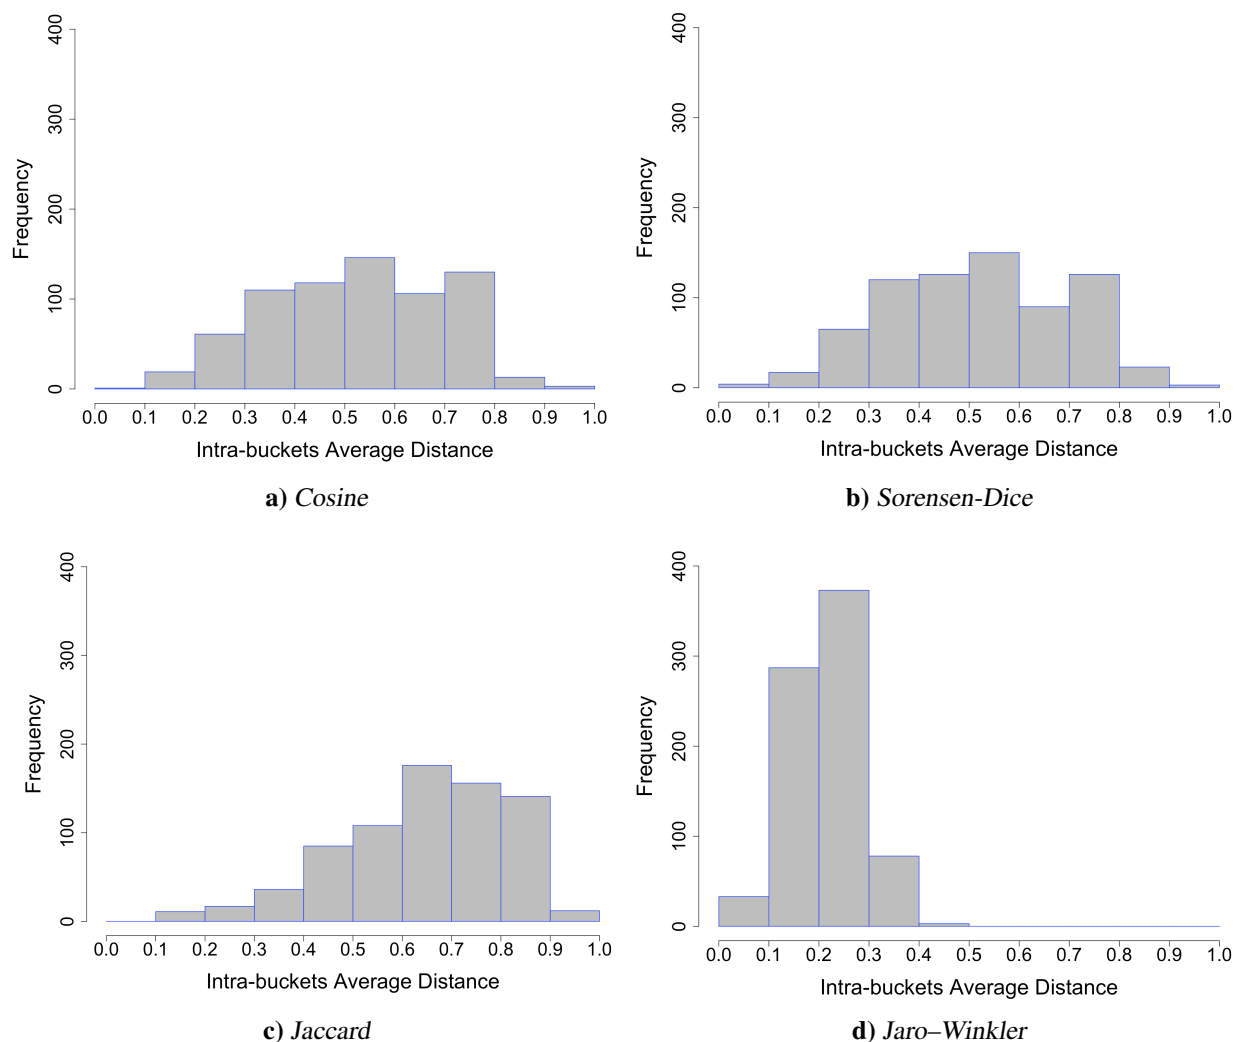 400
300
200
100
0
Frequency
0.0 0.1 0.2 0.3 0.4 0.5 0.6 0.7 0.8 0.9 1.0
Intra-buckets Average Distance
a) Cosine
400
300
200
100
0
Frequency
0.0 0.1 0.2 0.3 0.4 0.5 0.6 0.7 0.8 0.9 1.0
Intra-buckets Average Distance
b) Sorensen-Dice
400
300
200
100
0
Frequency
0.0 0.1 0.2 0.3 0.4 0.5 0.6 0.7 0.8 0.9 1.0
Intra-buckets Average Distance
c) Jaccard
400
300
200
100
0
Frequency
0.0 0.1 0.2 0.3 0.4 0.5 0.6 0.7 0.8 0.9 1.0
Intra-buckets Average Distance
d) Jaro–Winkler